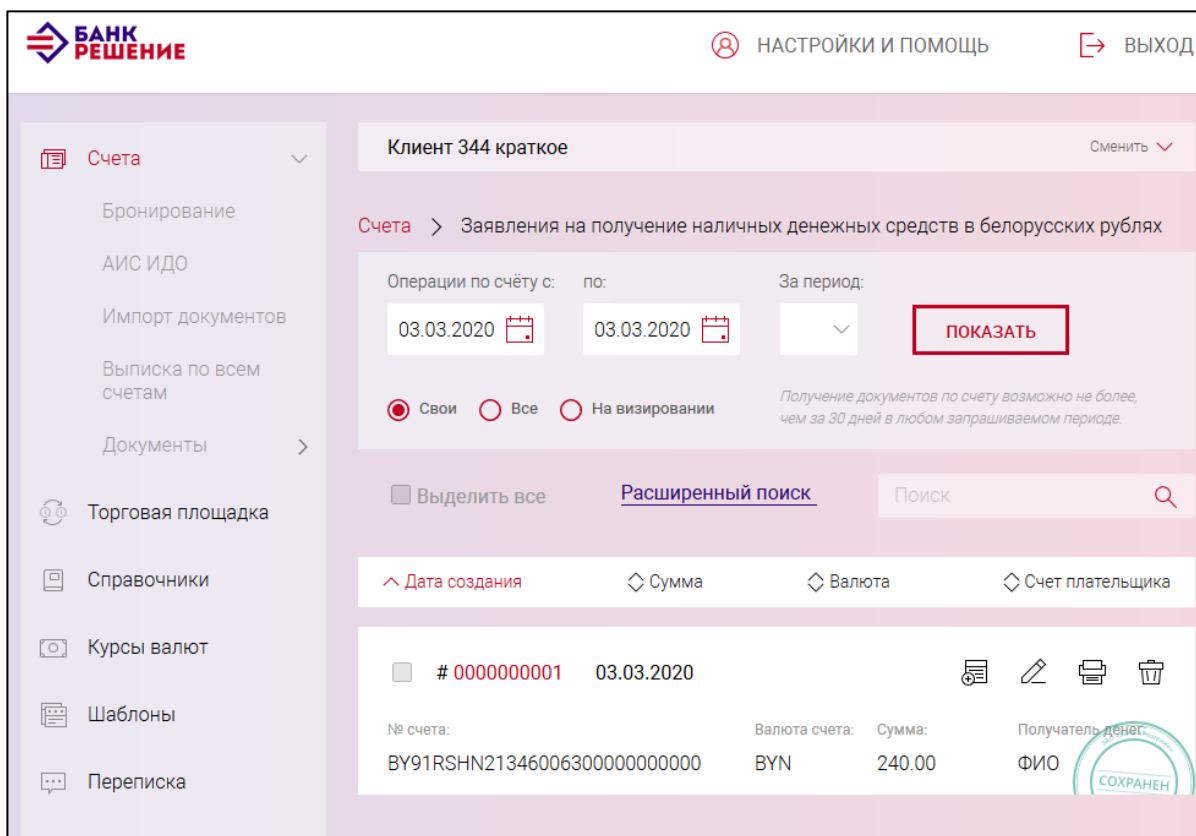 БАНК
РЕШЕНИЕ
НАСТРОЙКИ И ПОМОЩЬ
ВЫХОД
Счета
Бронирование
АИС ИДО
Импорт документов
Выписка по всем
счетам
Документы
Торговая площадка
Справочники
Курсы валют
Шаблоны
Переписка
Клиент 344 краткое
Сменить
Счета > Заявления на получение наличных денежных средств в белорусских рублях
Операции по счёту с: по: За период:
03.03.2020 03.03.2020 ПОКАЗАТЬ
Свои Все На визировании
Получение документов по счету возможно не более,
чем за 30 дней в любом запрашиваемом периоде.
Выделить все Расширенный поиск Поиск
Дата создания Сумма Валюта Счет плательщика
# 0000000001 03.03.2020
№ счета: Валюта счета: Сумма: Получатель денег:
BY91RSHN21346006300000000000 BYN 240.00 ФИО
СОХРАНЕН